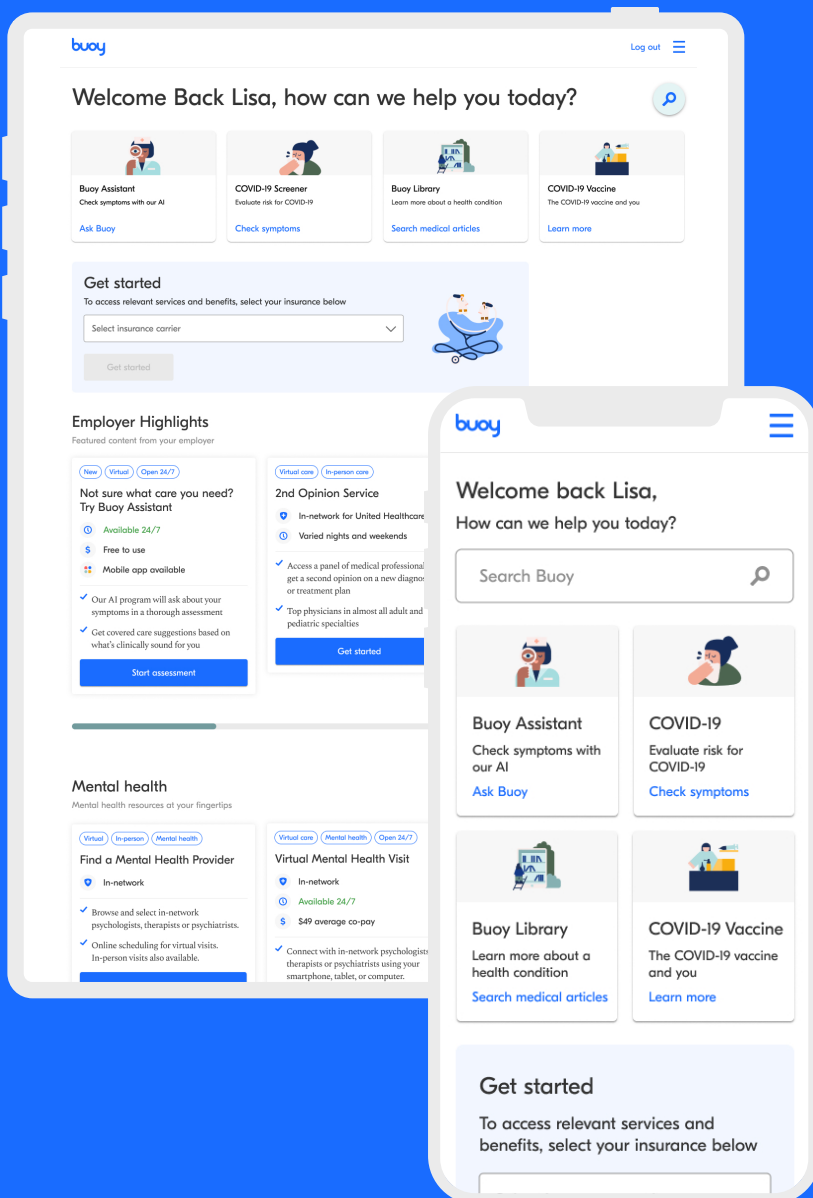 buoy
Log out
Welcome Back Lisa, how can we help you today?
Buoy Assistant
Check symptoms with our AI
Ask Buoy
COVID-19 Screener
Evaluate risk for COVID-19
Check symptoms
Buoy Library
Learn more about a health condition
Search medical articles
COVID-19 Vaccine
The COVID-19 vaccine and you
Learn more
Get started
To access relevant services and benefits, select your insurance below
Select insurance carrier
Get started
Employer Highlights
Featured content from your employer
New
Virtual
Open 24/7
Not sure what care you need?
Try Buoy Assistant
Available 24/7
Free to use
Mobile app available
Our AI program will ask about your
symptoms in a thorough assessment
Get covered care suggestions based on
what's clinically sound for you
Start assessment
Virtual care
In-person care
2nd Opinion Service
In-network for United Healthcare
Varied nights and weekends
Access a panel of medical professional
get a second opinion on a new diagnos
or treatment plan
Top physicians in almost all adult and
pediatric specialties
Get started
Mental health
Mental health resources at your fingertips
Virtual
In-person
Mental health
Find a Mental Health Provider
In-network
Browse and select in-network
psychologists, therapists or psychiatrists.
Online scheduling for virtual visits.
In-person visits also available.
Virtual care
Mental health
Open 24/7
Virtual Mental Health Visit
In-network
Available 24/7
$49 average co-pay
Connect with in-network psychologists
therapists or psychiatrists using your
smartphone, tablet, or computer.
buoy
Welcome back Lisa,
How can we help you today?
Search Buoy
Buoy Assistant
Check symptoms with
our AI
Ask Buoy
COVID-19
Evaluate risk for
COVID-19
Check symptoms
Buoy Library
Learn more about a
health condition
Search medical articles
COVID-19 Vaccine
The COVID-19 vaccine
and you
Learn more
Get started
To access relevant services and
benefits, select your insurance below